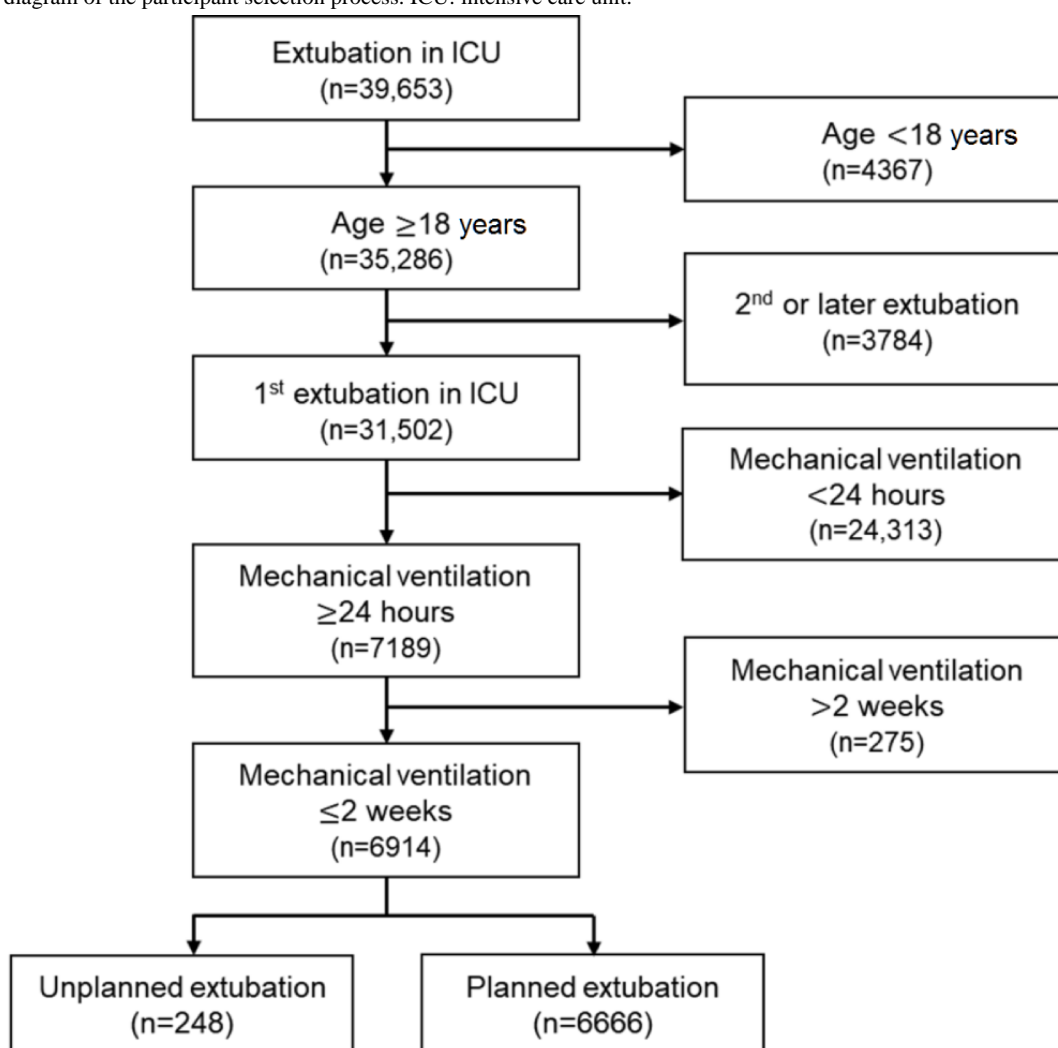 diagram of the participant selection process. ICU: intensive care unit.
Extubation in ICU
(n=39,653)
Age <18 years
(n=4367)
Age ≥18 years
(n=35,286)
2nd or later extubation
(n=3784)
1st extubation in ICU
(n=31,502)
Mechanical ventilation
<24 hours
(n=24,313)
Mechanical ventilation
≥24 hours
(n=7189)
Mechanical ventilation
>2 weeks
(n=275)
Mechanical ventilation
≤2 weeks
(n=6914)
Unplanned extubation
(n=248)
Planned extubation
(n=6666)